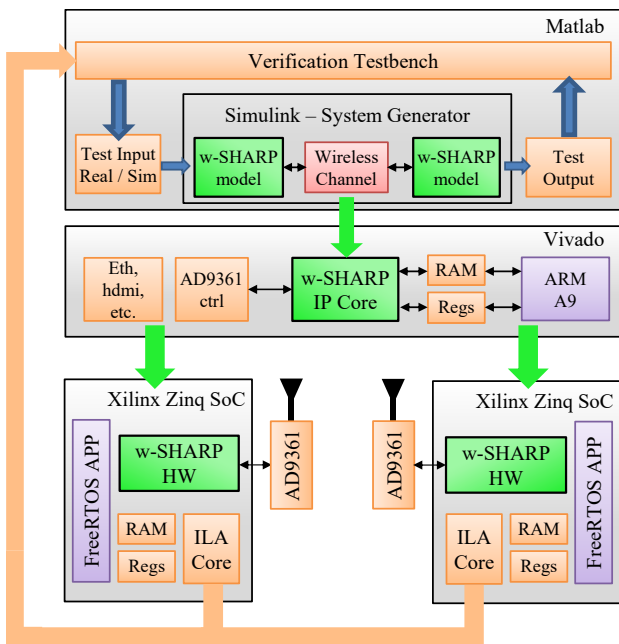 Matlab
Verification Testbench
Simulink – System Generator
Test Input
Real / Sim
w-SHARP
model
Wireless
Channel
w-SHARP
model
Test
Output
Vivado
Eth,
hdmi,
etc.
AD9361
ctrl
w-SHARP
IP Core
RAM
Regs
ARM
A9
Xilinx Zinq SoC
FreeRTOS APP
w-SHARP
HW
RAM
Regs
ILA
Core
AD9361
AD9361
Xilinx Zinq SoC
w-SHARP
HW
ILA
Core
RAM
Regs
FreeRTOS APP